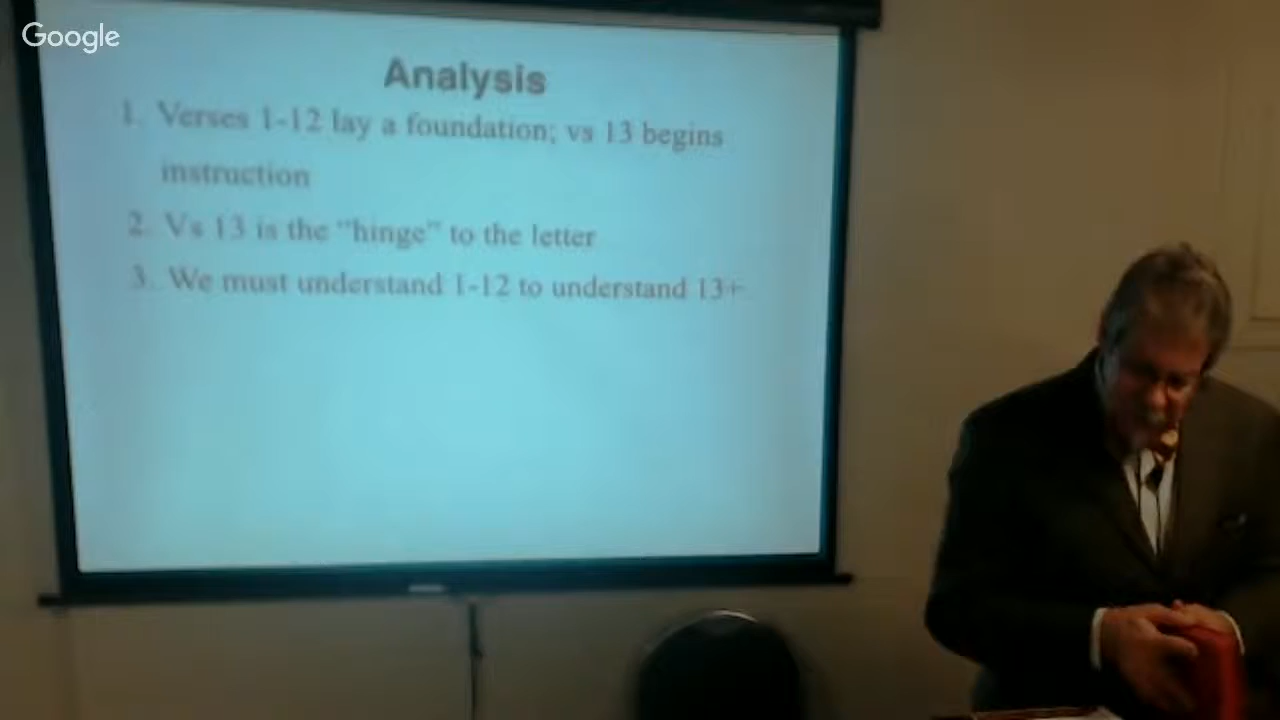 Google
Analysis
1. Verses 1-12 lay a foundation; vs 13 begins
instruction
2. Vs 13 is the "hinge" to the letter
3. We must understand 1-12 to understand 13+